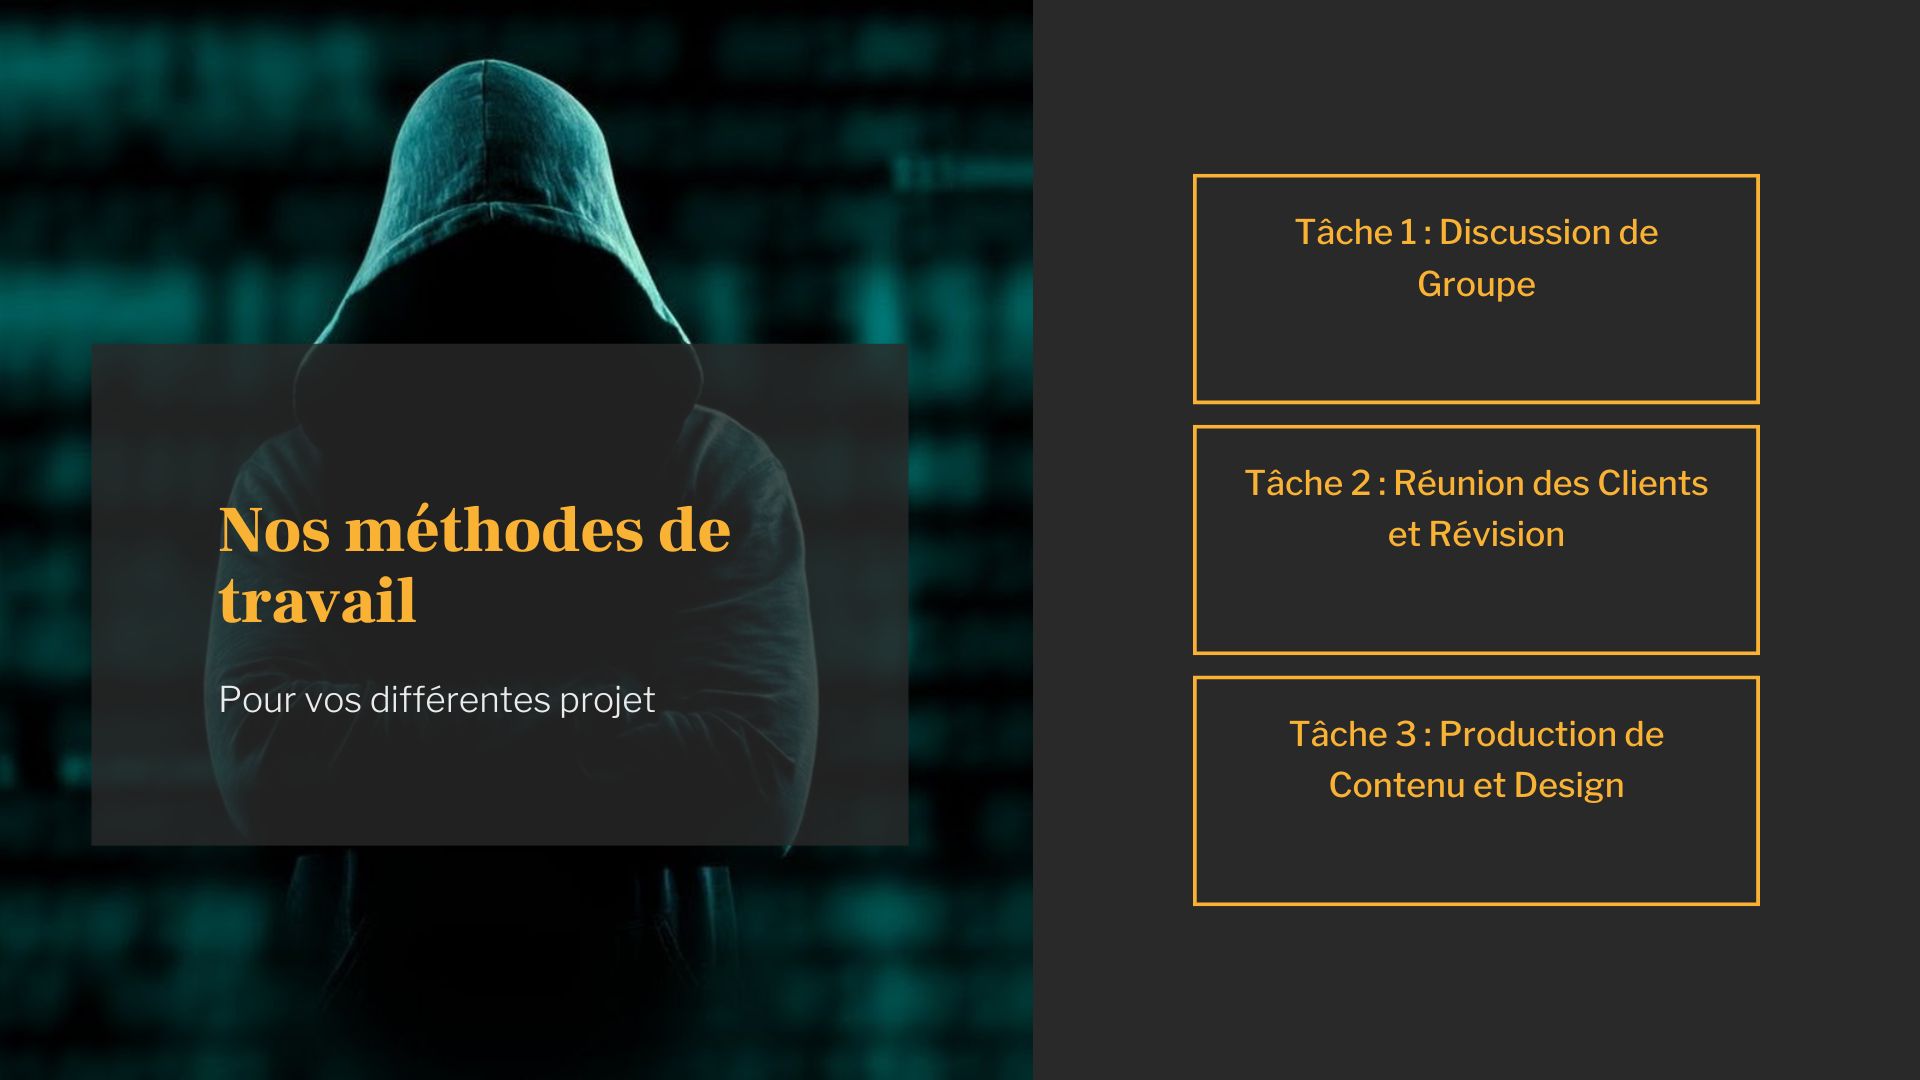 Nos méthodes de
travail
Pour vos différentes projet
Tâche 1 : Discussion de
Groupe
Tâche 2 : Réunion des Clients
et Révision
Tâche 3 : Production de
Contenu et Design